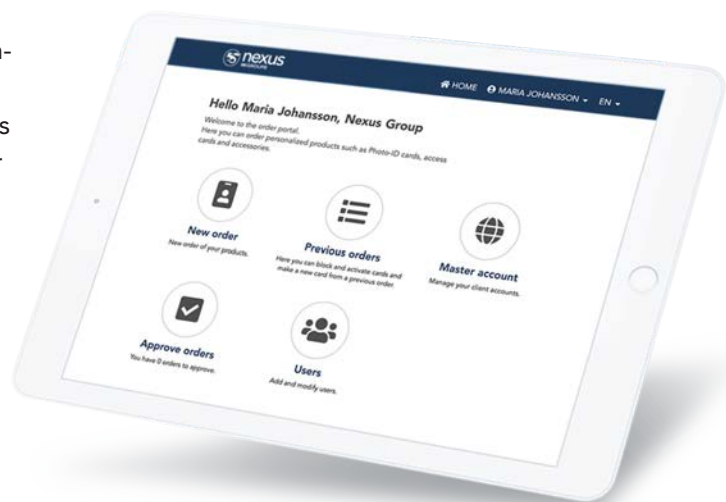 n-
s
nexus
HOME MARIA JOHANSSON EN
Hello Maria Johansson, Nexus Group
Welcome to the order portal.
Here you can order personalized products such as Photo-ID cards, access
cards and accessories.
New order
New order of your products.
Previous orders
Here you can block and activate cards and
make a new card from a previous order.
Master account
Manage your client accounts.
Approve orders
You have 0 orders to approve.
Users
Add and modify users.